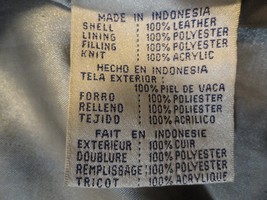 MADE IN INDONESIA
SHELL 100% LEATHER
LINING 100% POLYESTER
FILLING 100% POLYESTER
KNIT 100% ACRYLIC
HECHO EN INDONESIA
TELA EXTERIOR:
100% PIEL DE VACA
FORRO 100% POLIESTER
RELLENO 100% POLIESTER
TEJIDO 100% ACRILICO
FAIT EN INDONESIE
EXTERIEUR 100% CUIR
DOUBLURE 100% POLYESTER
REMPLISSAGE 100% POLYESTER
TRICOT 100% ACRYLIQUE